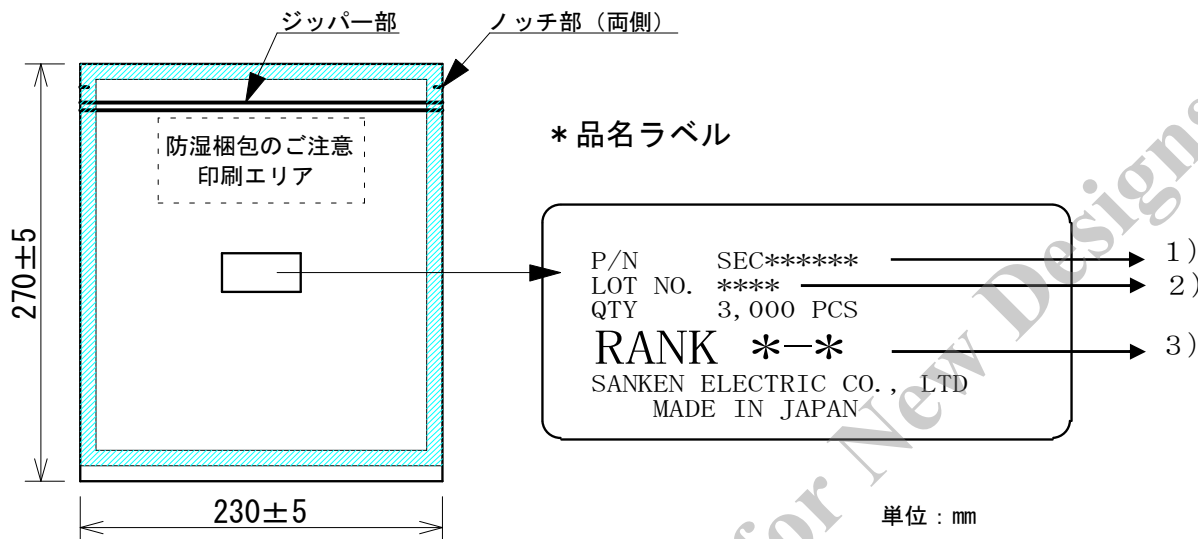 ジッパー部
ノッチ部（両側）
防湿梱包のご注意
印刷エリア
270±5
230±5
＊品名ラベル
P/N SEC****** 1)
LOT NO. **** 2)
QTY 3,000 PCS
RANK *-* 3)
SANKEN ELECTRIC CO., LTD
MADE IN JAPAN
単位：㎜
for New Designs